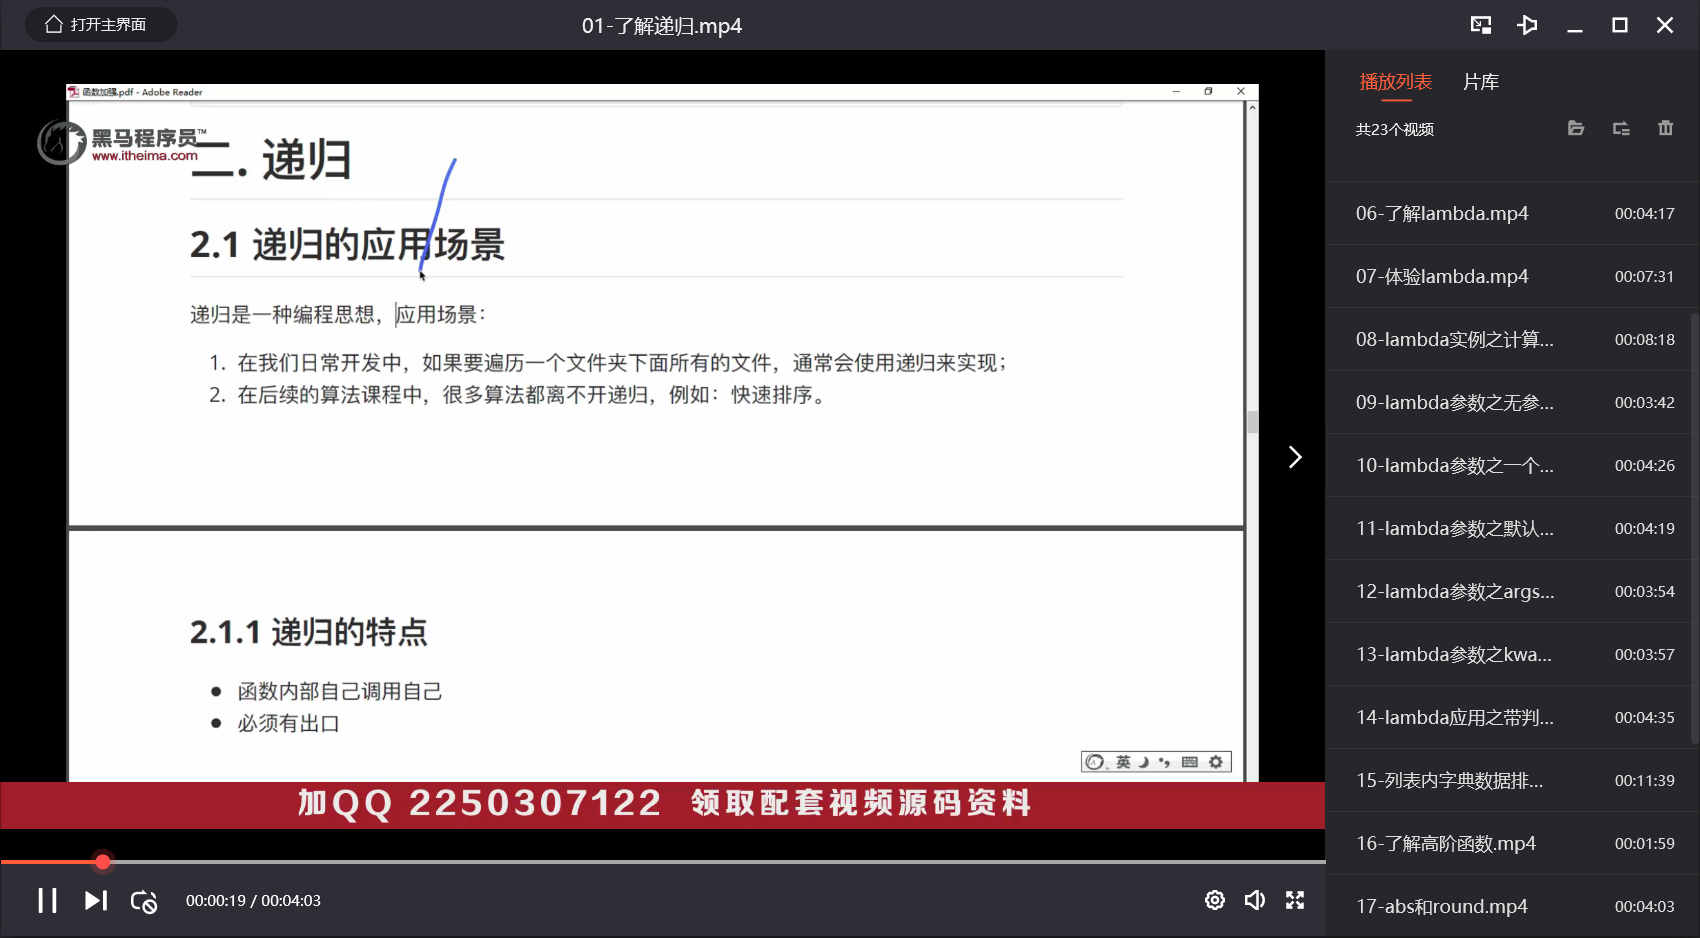 打开主界面
01-了解递归.mp4
函数加强.pdf - Adobe Reader
黑马程序员™
www.itheima.com
二. 递归
2.1 递归的应用场景
递归是一种编程思想，应用场景：
1. 在我们日常开发中，如果要遍历一个文件夹下面所有的文件，通常会使用递归来实现；
2. 在后续的算法课程中，很多算法都离不开递归，例如：快速排序。
2.1.1 递归的特点
● 函数内部自己调用自己
● 必须有出口
英
加QQ 2250307122 领取配套视频源码资料
00:00:19 / 00:04:03
播放列表 片库
共23个视频
06-了解lambda.mp4 00:04:17
07-体验lambda.mp4 00:07:31
08-lambda实例之计算... 00:08:18
09-lambda参数之无参... 00:03:42
10-lambda参数之一个... 00:04:26
11-lambda参数之默认... 00:04:19
12-lambda参数之args... 00:03:54
13-lambda参数之kwa... 00:03:57
14-lambda应用之带判... 00:04:35
15-列表内字典数据排... 00:11:39
16-了解高阶函数.mp4 00:01:59
17-abs和round.mp4 00:04:03